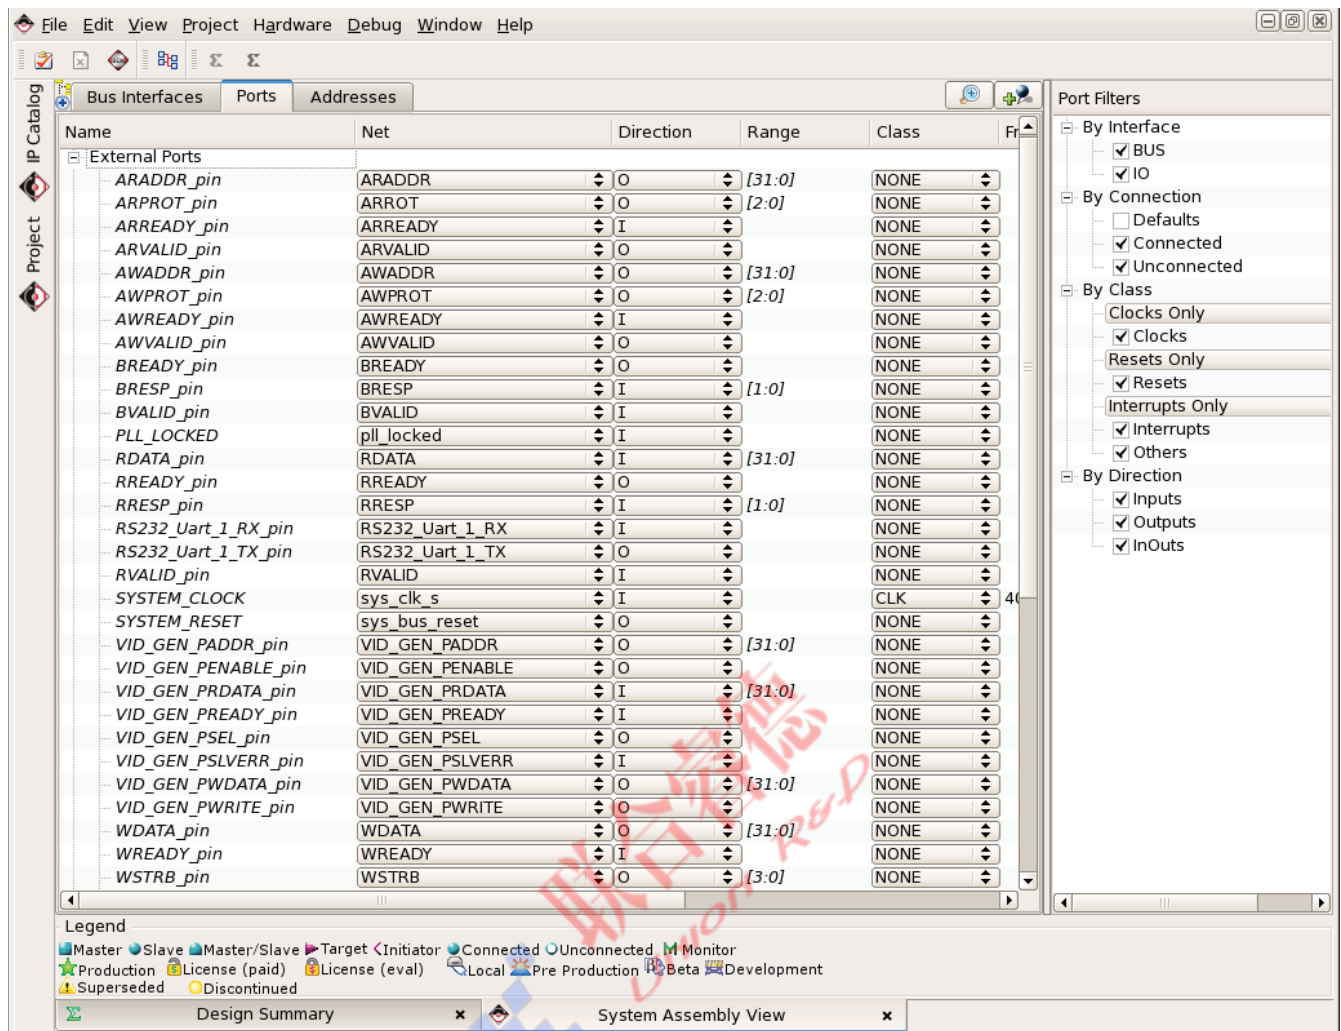 File Edit View Project Hardware Debug Window Help
IP Catalog
Project
Bus Interfaces Ports Addresses
Name Net Direction Range Class Fr
External Ports
ARADDR_pin ARADDR O [31:0] NONE
ARPROT_pin ARROT O [2:0] NONE
ARREADY_pin ARREADY I NONE
ARVALID_pin ARVALID O NONE
AWADDR_pin AWADDR O [31:0] NONE
AWPROT_pin AWPROT O [2:0] NONE
AWREADY_pin AWREADY I NONE
AWVALID_pin AWVALID O NONE
BREADY_pin BREADY O NONE
BRESP_pin BRESP I [1:0] NONE
BVALID_pin BVALID I NONE
PLL_LOCKED pll_locked I NONE
RDATA_pin RDATA I [31:0] NONE
RREADY_pin RREADY O NONE
RRESP_pin RRESP I [1:0] NONE
RS232_Uart_1_RX_pin RS232_Uart_1_RX I NONE
RS232_Uart_1_TX_pin RS232_Uart_1_TX O NONE
RVALID_pin RVALID I NONE
SYSTEM_CLOCK sys_clk_s I CLK 40
SYSTEM_RESET sys_bus_reset O NONE
VID_GEN_PADDR_pin VID_GEN_PADDR O [31:0] NONE
VID_GEN_PENABLE_pin VID_GEN_PENABLE O NONE
VID_GEN_PRDATA_pin VID_GEN_PRDATA I [31:0] NONE
VID_GEN_PREADY_pin VID_GEN_PREADY I NONE
VID_GEN_PSEL_pin VID_GEN_PSEL O NONE
VID_GEN_PSLVERR_pin VID_GEN_PSLVERR I NONE
VID_GEN_PWDATA_pin VID_GEN_PWDATA O [31:0] NONE
VID_GEN_PWRITE_pin VID_GEN_PWRITE O NONE
WDATA_pin WDATA O [31:0] NONE
WREADY_pin WREADY I NONE
WSTRB_pin WSTRB O [3:0] NONE
Port Filters
By Interface
BUS
IO
By Connection
Defaults
Connected
Unconnected
By Class
Clocks Only
Clocks
Resets Only
Resets
Interrupts Only
Interrupts
Others
By Direction
Inputs
Outputs
InOuts
联合睿德
Union R&D
Legend
Master Slave Master/Slave Target Initiator Connected Unconnected Monitor
Production License (paid) License (eval) Local Pre Production Beta Development
Superseded Discontinued
Design Summary System Assembly View